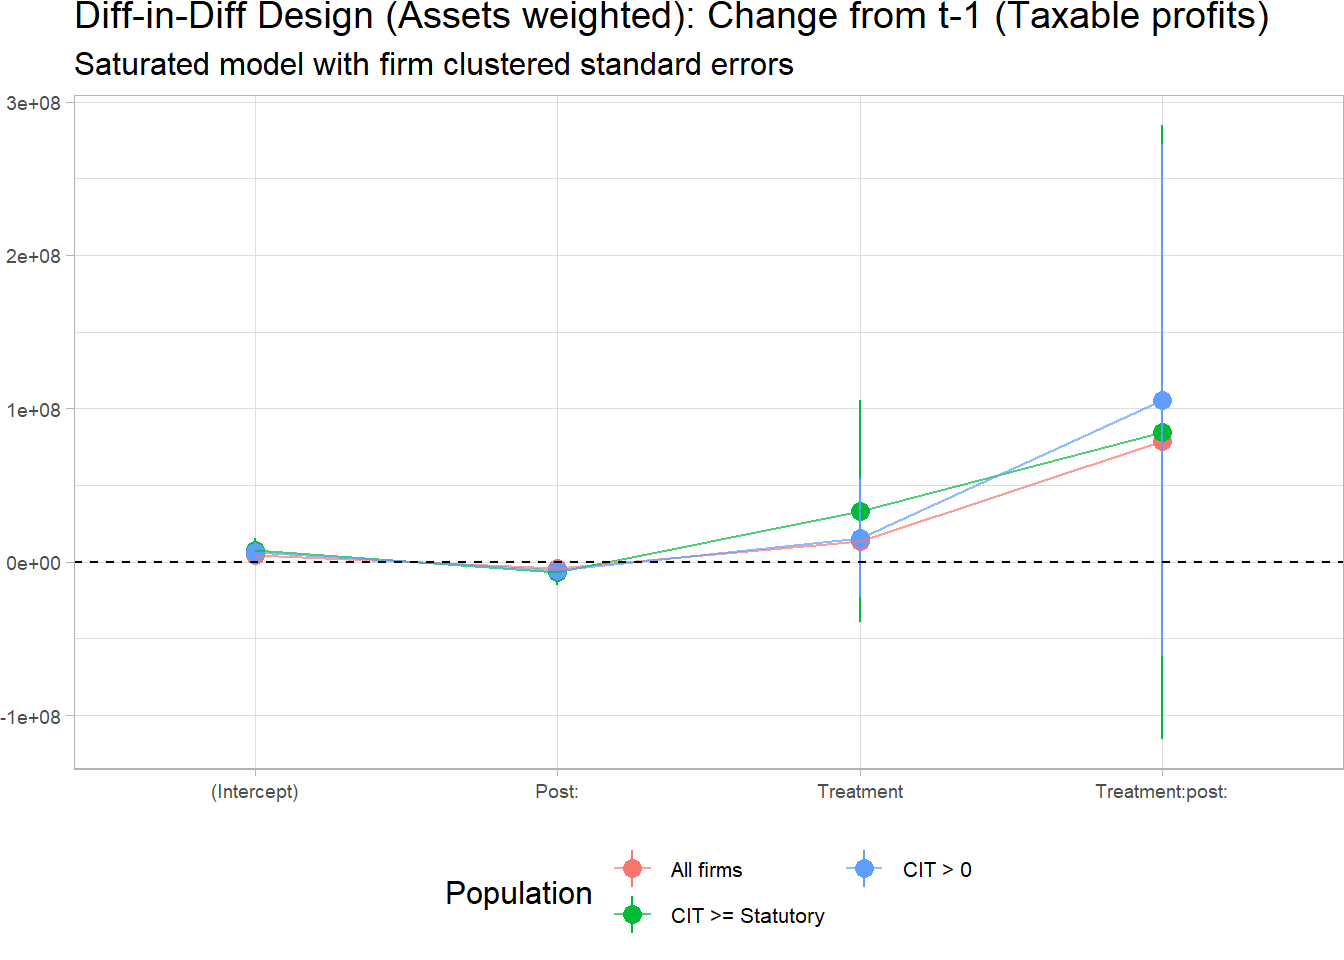 Diff-in-Diff Design (Assets weighted): Change from t-1 (Taxable profits)
Saturated model with firm clustered standard errors
3e+08
2e+08
1e+08
0e+00
-1e+08
(Intercept)
Post:
Treatment
Treatment:post:
Population
All firms
CIT > 0
CIT >= Statutory